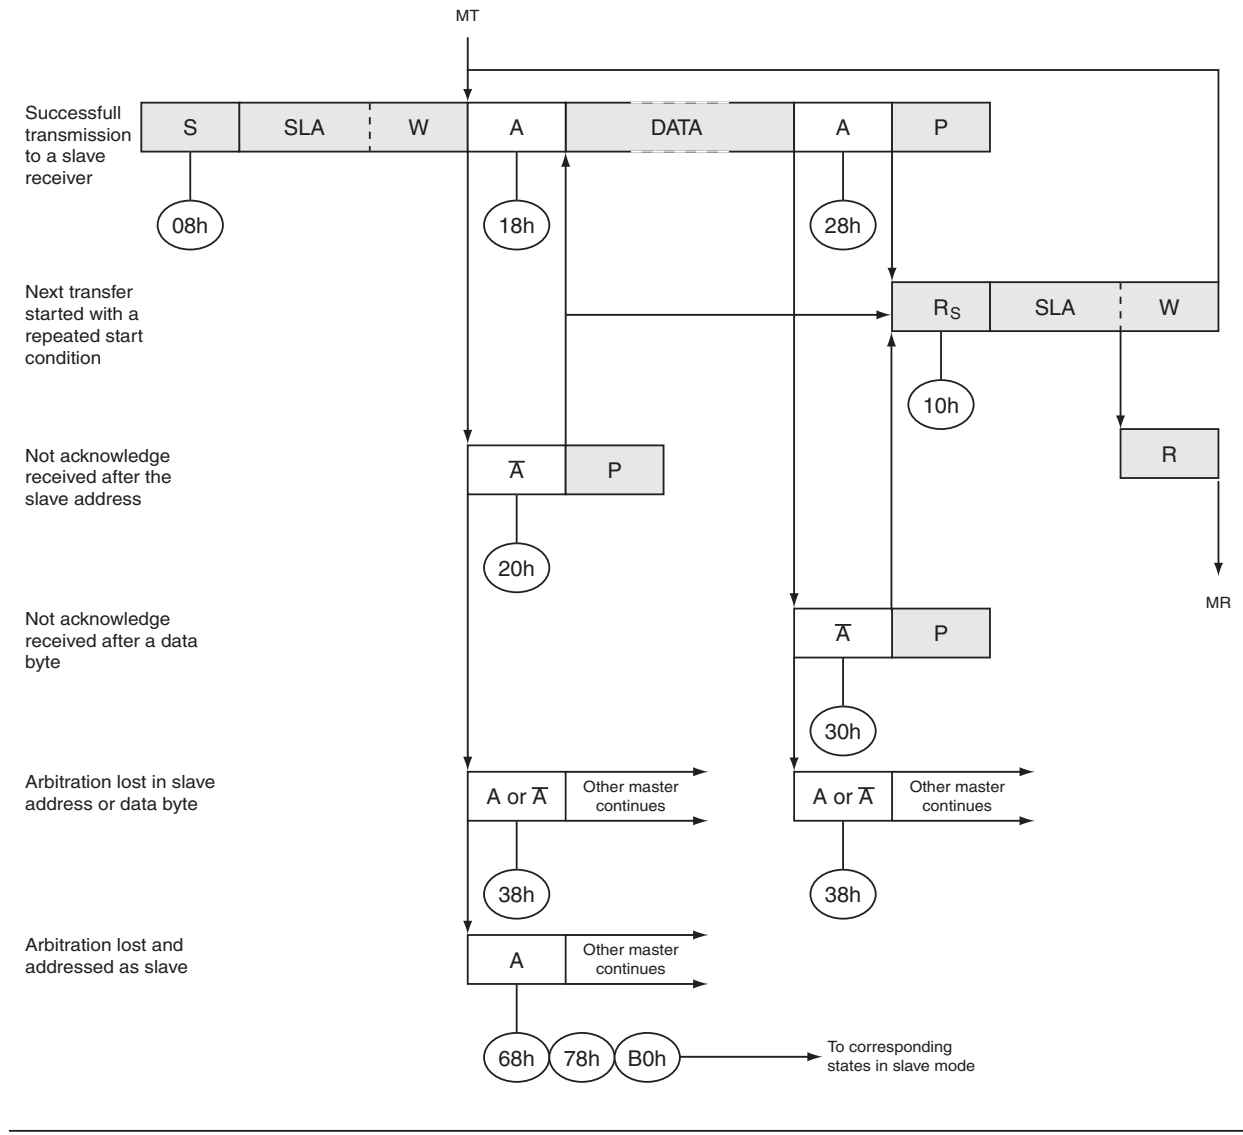 MT
Successfull
transmission
to a slave
receiver
S SLA W A DATA A P
08h 18h 28h
Next transfer
started with a
repeated start
condition
RS SLA W
10h
Not acknowledge
received after the
slave address
A̅ P
R
20h
MR
Not acknowledge
received after a data
byte
A̅ P
30h
Arbitration lost in slave
address or data byte
A or A̅
Other master
continues
A or A̅
Other master
continues
38h 38h
Arbitration lost and
addressed as slave
A
Other master
continues
68h 78h B0h
To corresponding
states in slave mode